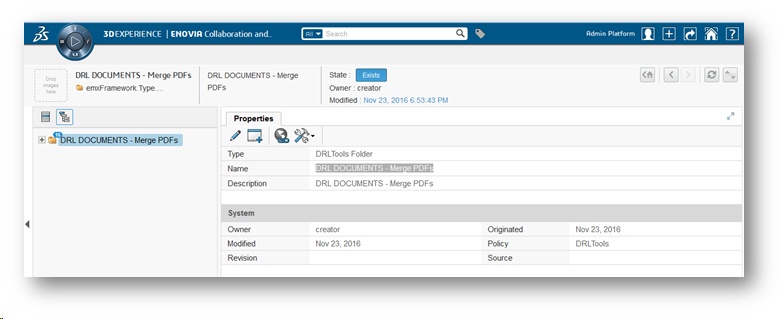 3DEXPERIENCE | ENOVIA Collaboration and..
All
Search
Admin Platform
Drop images here
DRL DOCUMENTS - Merge PDFs
emxFramework.Type....
DRL DOCUMENTS - Merge PDFs
State : Exists
Owner : creator
Modified : Nov 23, 2016 6:53:43 PM
DRL DOCUMENTS - Merge PDFs
Properties
Type DRLTools Folder
Name DRL DOCUMENTS - Merge PDFs
Description DRL DOCUMENTS - Merge PDFs
System
Owner creator Originated Nov 23, 2016
Modified Nov 23, 2016 Policy DRLTools
Revision Source